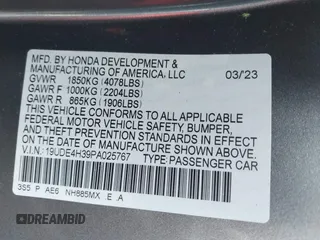 MFD. BY HONDA DEVELOPMENT &
MANUFACTURING OF AMERICA, LLC 03/23
GVWR 1850KG (4078LBS)
GAWR F 1000KG (2204LBS)
GAWR R 865KG (1906LBS)
THIS VEHICLE CONFORMS TO ALL APPLICABLE
FEDERAL MOTOR VEHICLE SAFETY, BUMPER,
AND THEFT PREVENTION STANDARDS IN EFFECT
ON THE DATE OF MANUFACTURE SHOWN ABOVE.
V.I.N: 19UDE4H39PA025767 TYPE:PASSENGER CAR
3S5 P AE6 NH885MX E .A
STATBID.COM